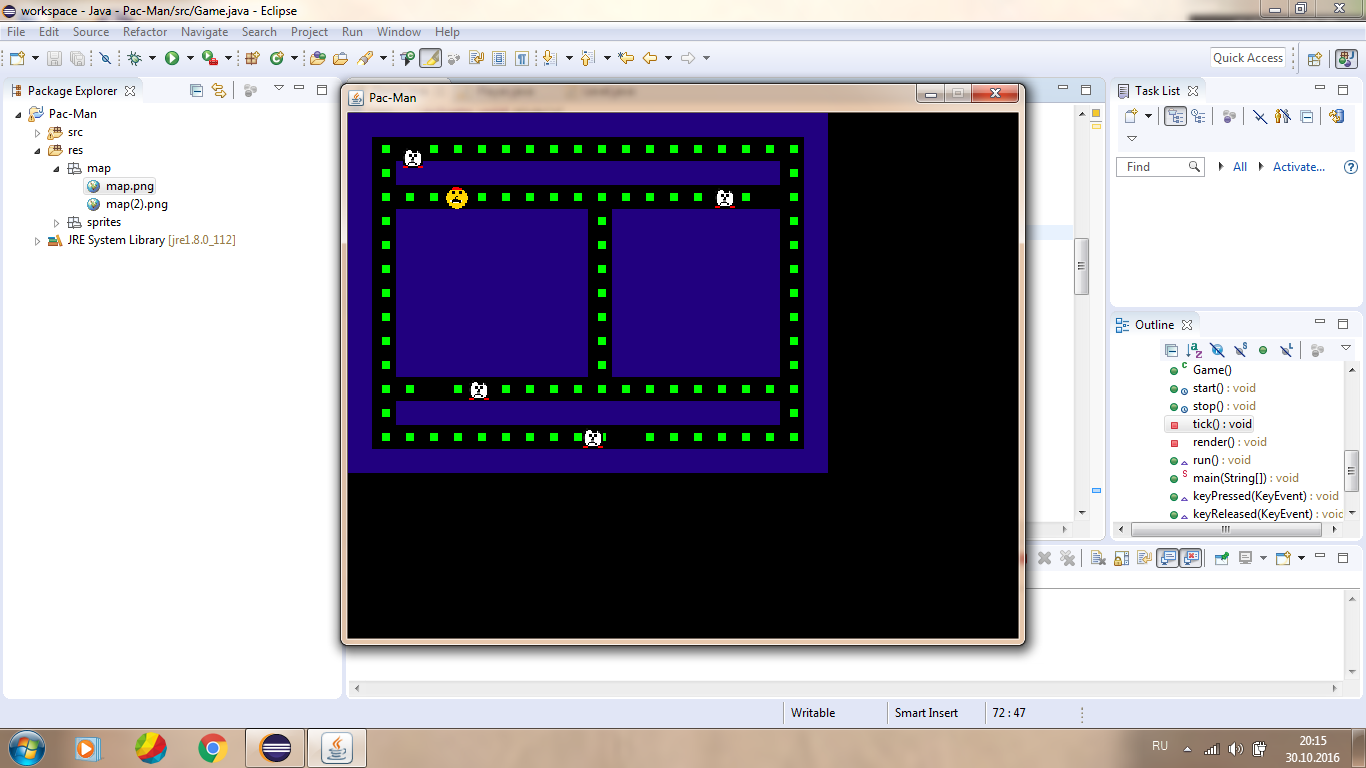 workspace - Java - Pac-Man/src/Game.java - Eclipse
File Edit Source Refactor Navigate Search Project Run Window Help
Quick Access
Package Explorer
Pac-Man
src
res
map
map.png
map(2).png
sprites
JRE System Library [jre1.8.0_112]
Pac-Man
Task List
Find
All
Activate...
Outline
Game()
start() : void
stop() : void
tick() : void
render() : void
run() : void
main(String[]) : void
keyPressed(KeyEvent) : void
keyReleased(KeyEvent) : void
Writable
Smart Insert
72 : 47
RU
20:15
30.10.2016